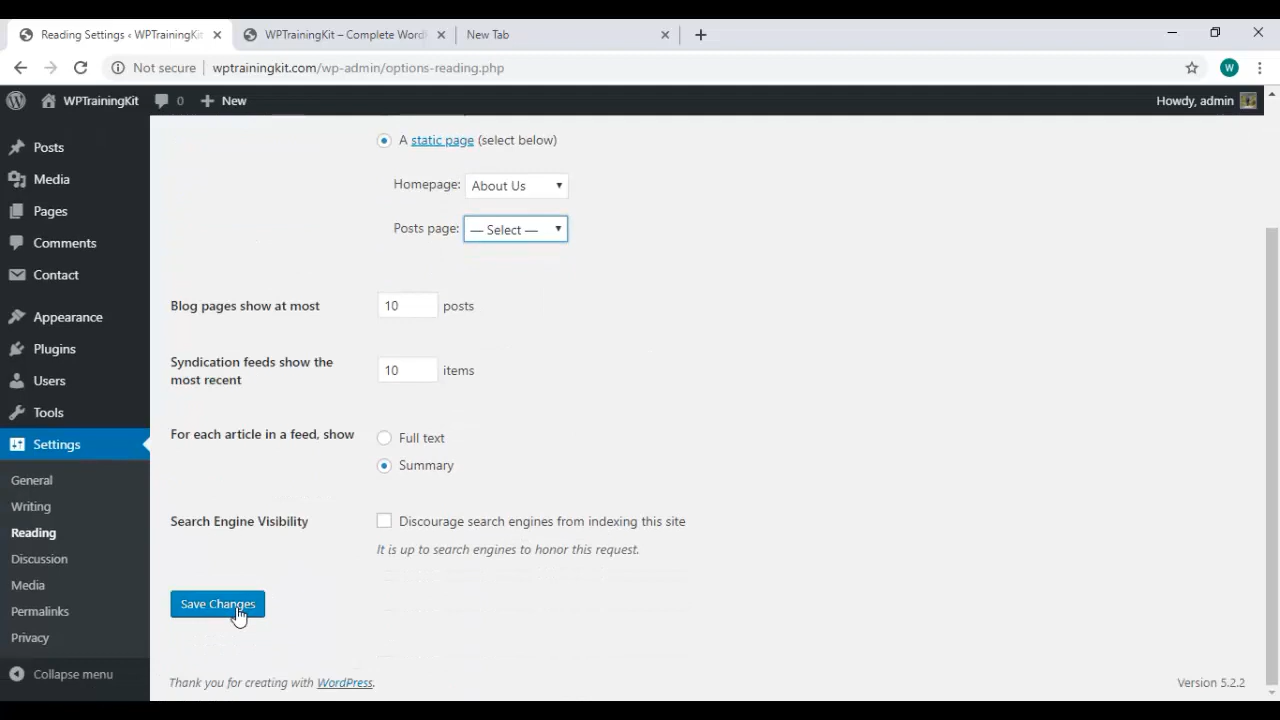 Reading Settings ‹ WPTrainingKit
WPTrainingKit – Complete Word
New Tab
Not secure
wptrainingkit.com/wp-admin/options-reading.php
W
WPTrainingKit
0
New
Howdy, admin
Posts
Media
Pages
Comments
Contact
Appearance
Plugins
Users
Tools
Settings
General
Writing
Reading
Discussion
Media
Permalinks
Privacy
Collapse menu
A static page (select below)
Homepage: About Us
Posts page: — Select —
Blog pages show at most 10 posts
Syndication feeds show the
most recent
10 items
For each article in a feed, show
Full text
Summary
Search Engine Visibility
Discourage search engines from indexing this site
It is up to search engines to honor this request.
Save Changes
Thank you for creating with WordPress.
Version 5.2.2